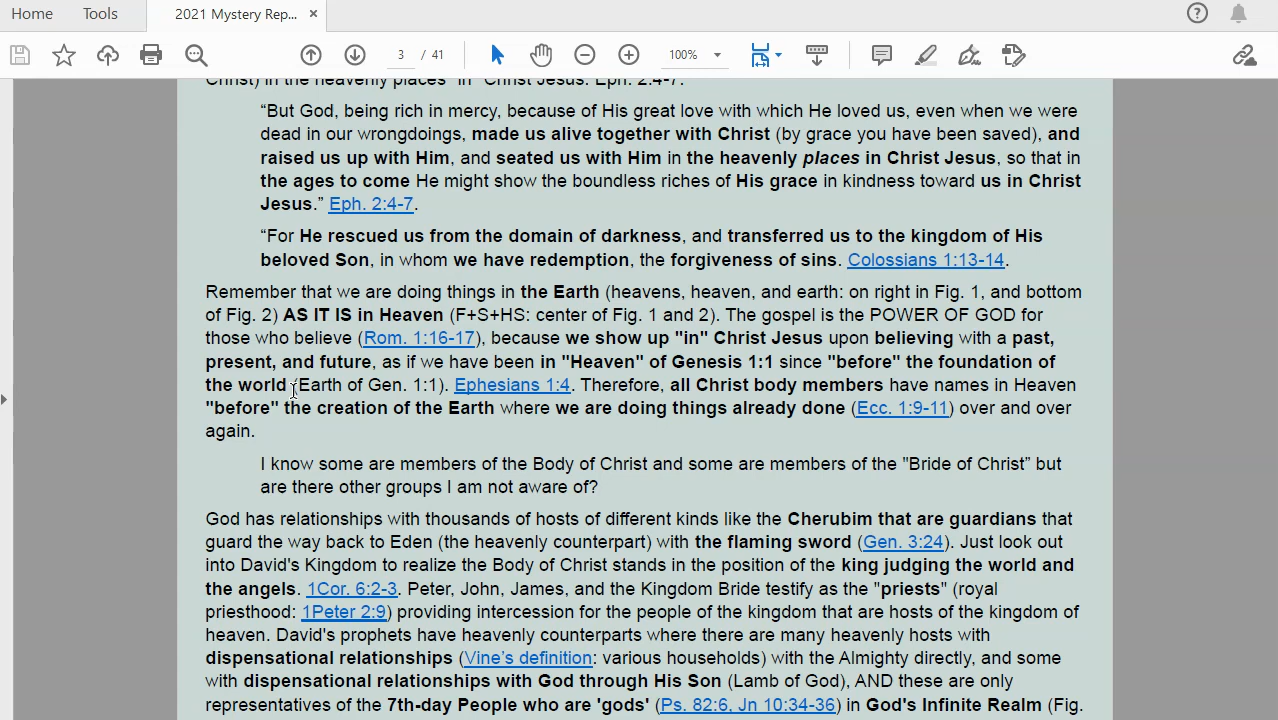 Home Tools 2021 Mystery Rep... ×
3 / 41 100%
Christ) in the heavenly places" in "Christ Jesus. Eph. 2:4-7.
“But God, being rich in mercy, because of His great love with which He loved us, even when we were
dead in our wrongdoings, made us alive together with Christ (by grace you have been saved), and
raised us up with Him, and seated us with Him in the heavenly places in Christ Jesus, so that in
the ages to come He might show the boundless riches of His grace in kindness toward us in Christ
Jesus.” Eph. 2:4-7.
“For He rescued us from the domain of darkness, and transferred us to the kingdom of His
beloved Son, in whom we have redemption, the forgiveness of sins. Colossians 1:13-14.
Remember that we are doing things in the Earth (heavens, heaven, and earth: on right in Fig. 1, and bottom
of Fig. 2) AS IT IS in Heaven (F+S+HS: center of Fig. 1 and 2). The gospel is the POWER OF GOD for
those who believe (Rom. 1:16-17), because we show up "in" Christ Jesus upon believing with a past,
present, and future, as if we have been in "Heaven" of Genesis 1:1 since "before" the foundation of
the world (Earth of Gen. 1:1). Ephesians 1:4. Therefore, all Christ body members have names in Heaven
"before" the creation of the Earth where we are doing things already done (Ecc. 1:9-11) over and over
again.
I know some are members of the Body of Christ and some are members of the "Bride of Christ” but
are there other groups I am not aware of?
God has relationships with thousands of hosts of different kinds like the Cherubim that are guardians that
guard the way back to Eden (the heavenly counterpart) with the flaming sword (Gen. 3:24). Just look out
into David's Kingdom to realize the Body of Christ stands in the position of the king judging the world and
the angels. 1Cor. 6:2-3. Peter, John, James, and the Kingdom Bride testify as the "priests" (royal
priesthood: 1Peter 2:9) providing intercession for the people of the kingdom that are hosts of the kingdom of
heaven. David's prophets have heavenly counterparts where there are many heavenly hosts with
dispensational relationships (Vine’s definition: various households) with the Almighty directly, and some
with dispensational relationships with God through His Son (Lamb of God), AND these are only
representatives of the 7th-day People who are 'gods' (Ps. 82:6, Jn 10:34-36) in God's Infinite Realm (Fig.